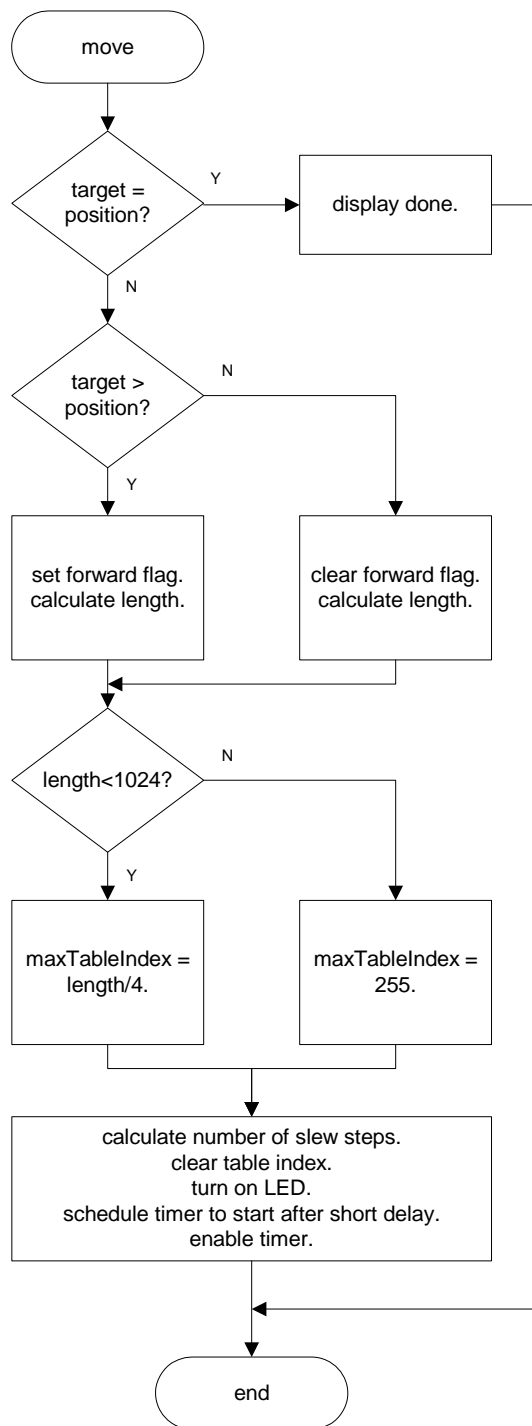 move
target =
position?
Y
display done.
N
target >
position?
N
Y
set forward flag.
calculate length.
clear forward flag.
calculate length.
length<1024?
N
Y
maxTableIndex =
length/4.
maxTableIndex =
255.
calculate number of slew steps.
clear table index.
turn on LED.
schedule timer to start after short delay.
enable timer.
end